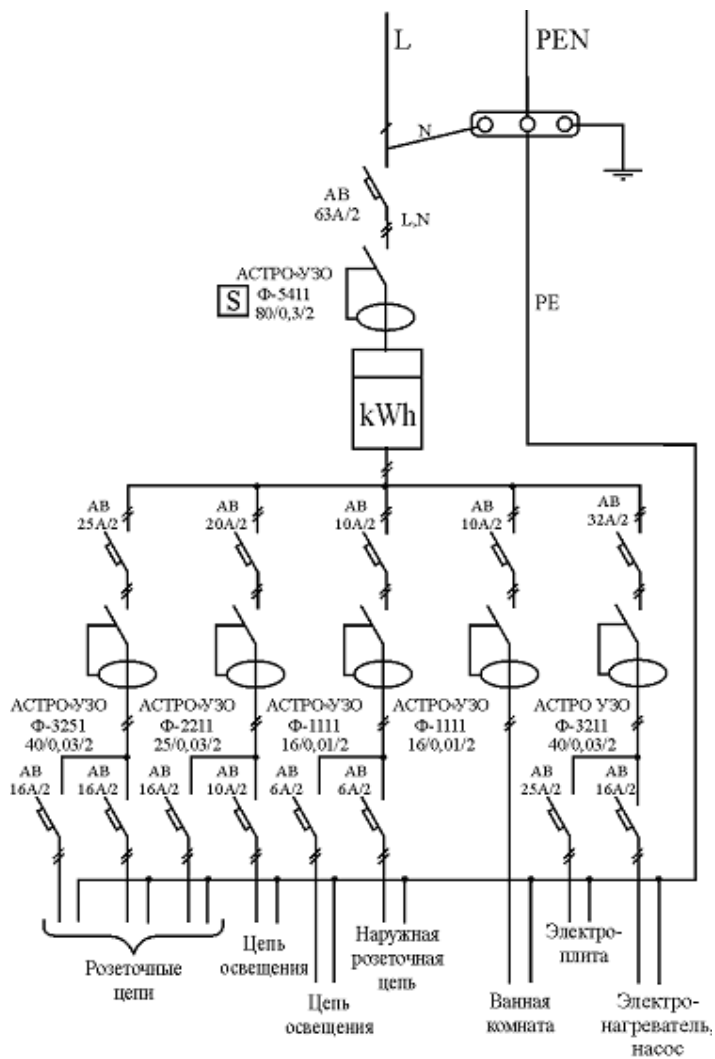 L
PEN
N
АВ
63А/2
L,N
АСТРО*УЗО
S
Ф-5411
80/0,3/2
PE
kWh
АВ
25А/2
АВ
20А/2
АВ
10А/2
АВ
10А/2
АВ
32А/2
АСТРО*УЗО
Ф-3251
40/0,03/2
АСТРО*УЗО
Ф-2211
25/0,03/2
АСТРО*УЗО
Ф-1111
16/0,01/2
АСТРО*УЗО
Ф-1111
16/0,01/2
АСТРО УЗО
Ф-3211
40/0,03/2
АВ
16А/2
АВ
16А/2
АВ
16А/2
АВ
10А/2
АВ
6А/2
АВ
6А/2
АВ
25А/2
АВ
16А/2
Розеточные
цепи
Цепь
освещения
Цепь
освещения
Наружная
розеточная
цепь
Ванная
комната
Электро-
плита
Электро-
нагреватель,
насос